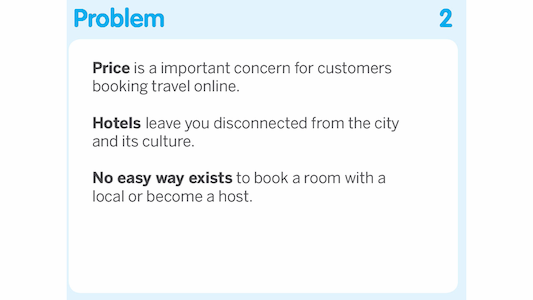 Problem 2
Price is a important concern for customers
booking travel online.
Hotels leave you disconnected from the city
and its culture.
No easy way exists to book a room with a
local or become a host.